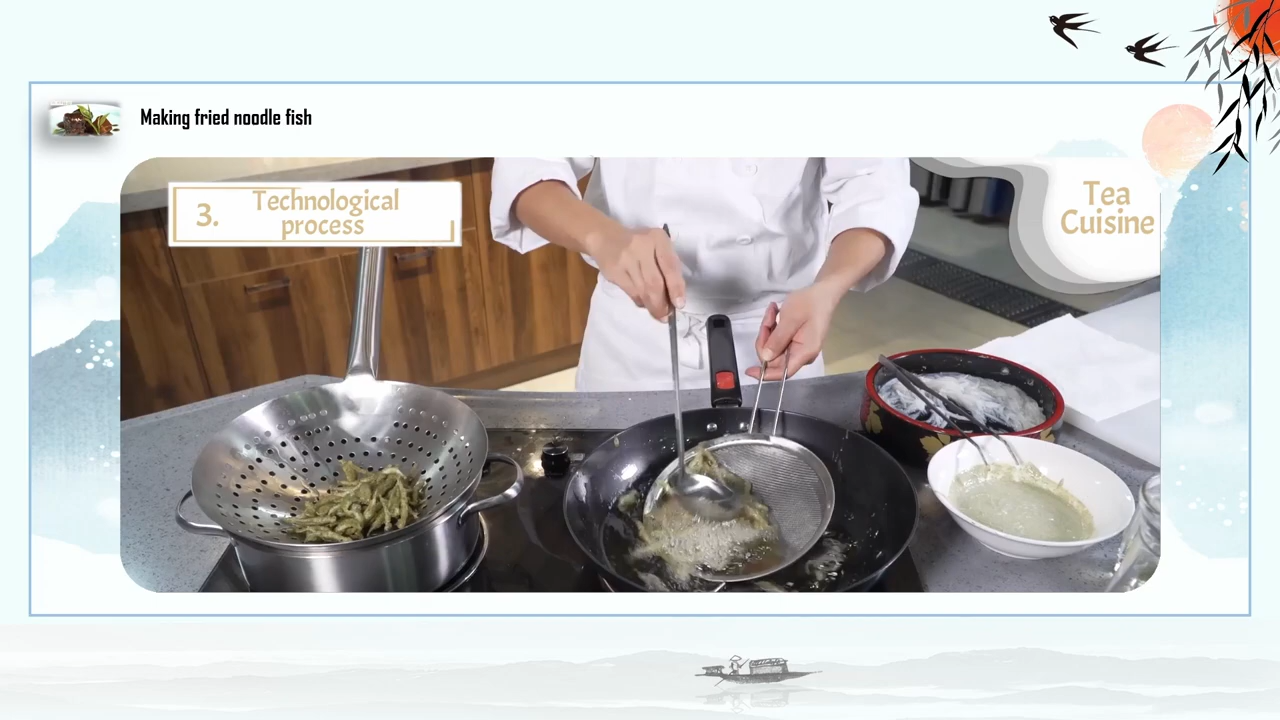 Making fried noodle fish
3.
Technological
process
Tea
Cuisine